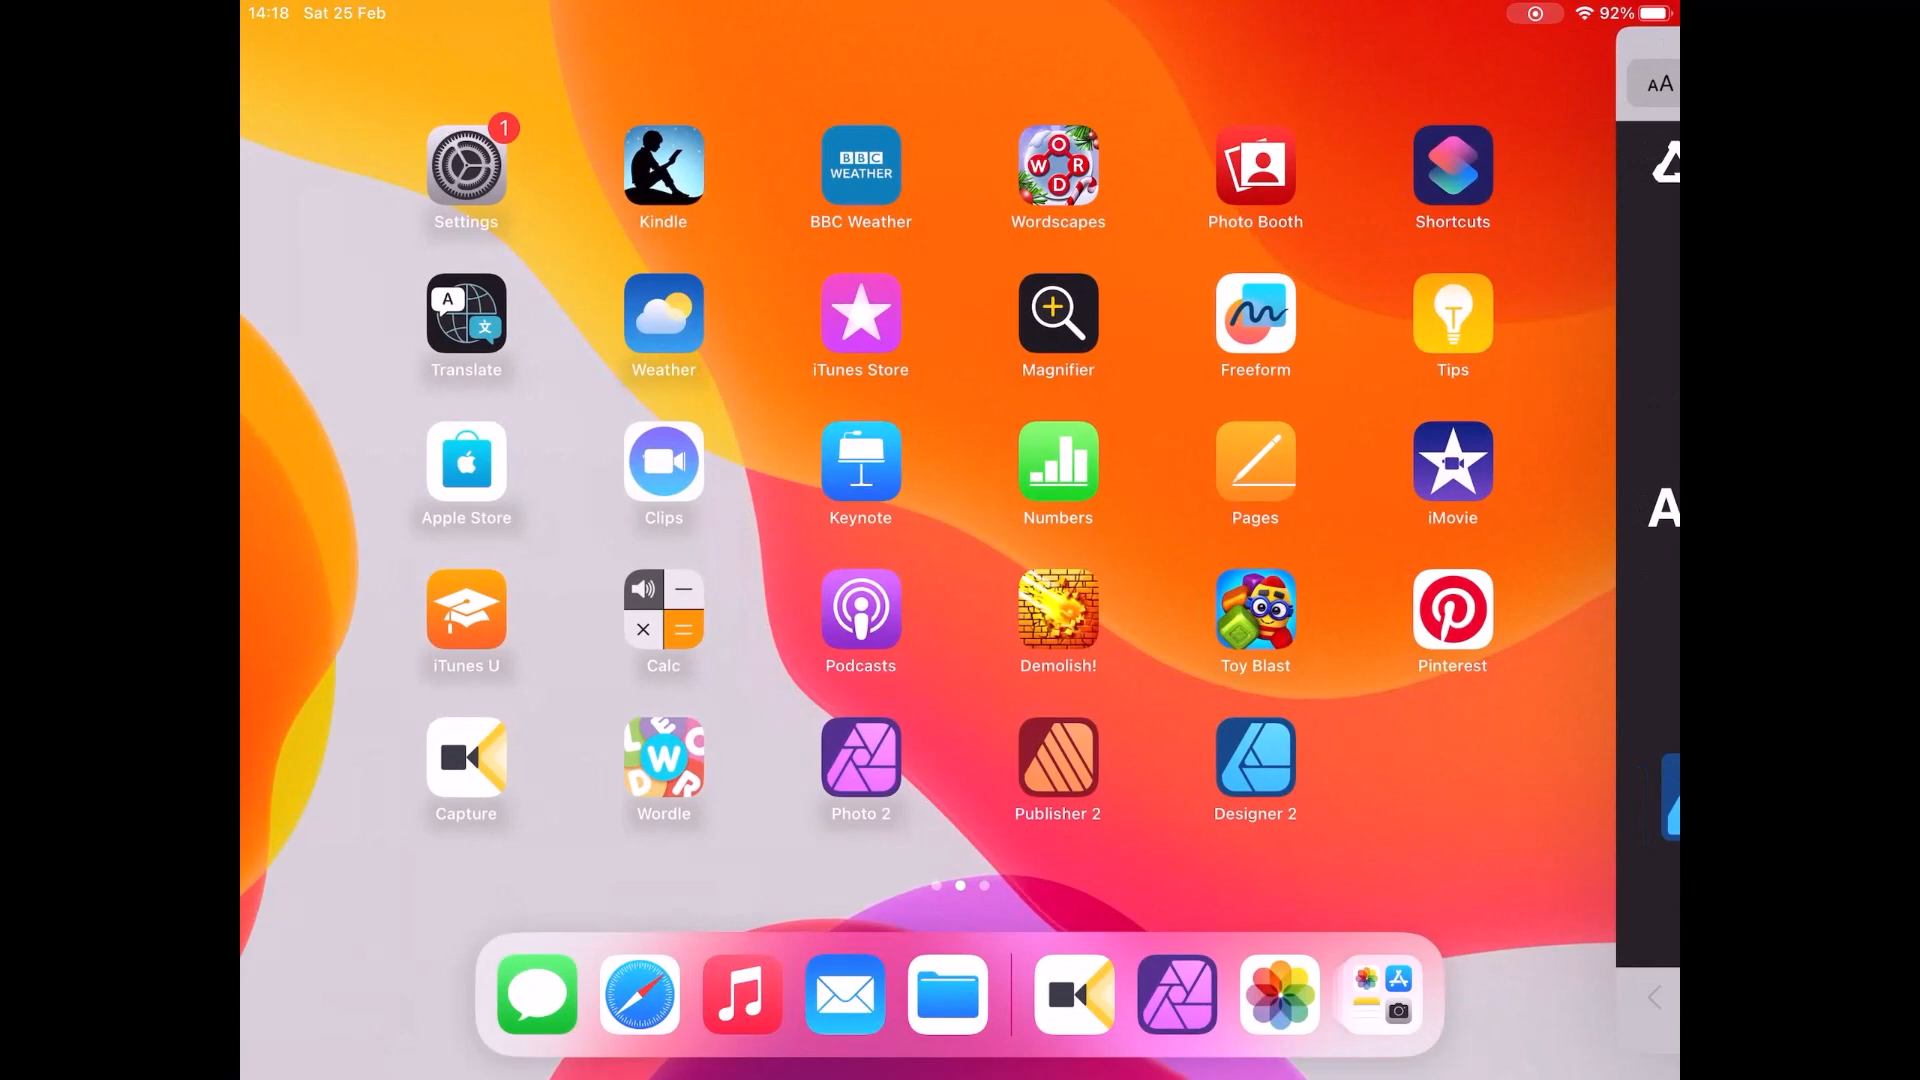 14:18 Sat 25 Feb 92%
AA
1
BBC WEATHER
W O R D
Settings Kindle BBC Weather Wordscapes Photo Booth Shortcuts
A 文
Translate Weather iTunes Store Magnifier Freeform Tips
A
Apple Store Clips Keynote Numbers Pages iMovie
iTunes U Calc Podcasts Demolish! Toy Blast Pinterest
L E C W D R
Capture Wordle Photo 2 Publisher 2 Designer 2